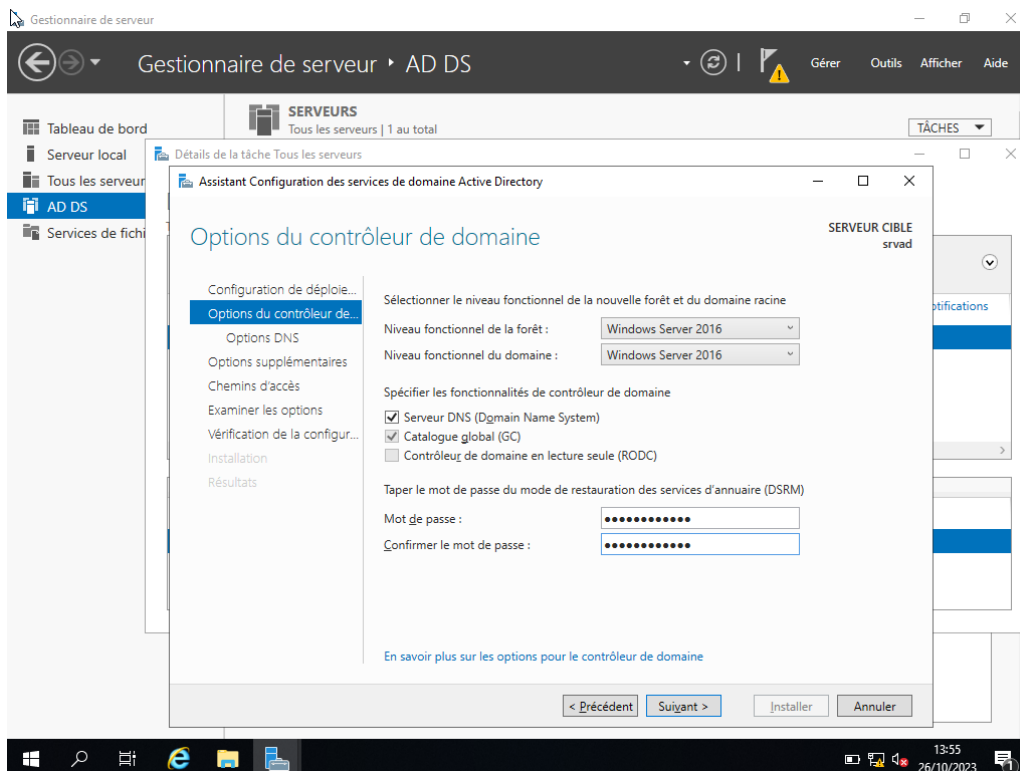 Gestionnaire de serveur
Gestionnaire de serveur ‣ AD DS
Gérer Outils Afficher Aide
Tableau de bord
Serveur local
Tous les serveur
AD DS
Services de fichi
SERVEURS
Tous les serveurs | 1 au total
TÂCHES
Détails de la tâche Tous les serveurs
Assistant Configuration des services de domaine Active Directory
Options du contrôleur de domaine
SERVEUR CIBLE
srvad
Configuration de déploie...
Options du contrôleur de...
Options DNS
Options supplémentaires
Chemins d'accès
Examiner les options
Vérification de la configur...
Installation
Résultats
Sélectionner le niveau fonctionnel de la nouvelle forêt et du domaine racine
Niveau fonctionnel de la forêt : Windows Server 2016
Niveau fonctionnel du domaine : Windows Server 2016
Spécifier les fonctionnalités de contrôleur de domaine
Serveur DNS (Domain Name System)
Catalogue global (GC)
Contrôleur de domaine en lecture seule (RODC)
Taper le mot de passe du mode de restauration des services d'annuaire (DSRM)
Mot de passe : ●●●●●●●●●●●●
Confirmer le mot de passe : ●●●●●●●●●●●●
En savoir plus sur les options pour le contrôleur de domaine
< Précédent Suivant > Installer Annuler
otifications
13:55
26/10/2023
1